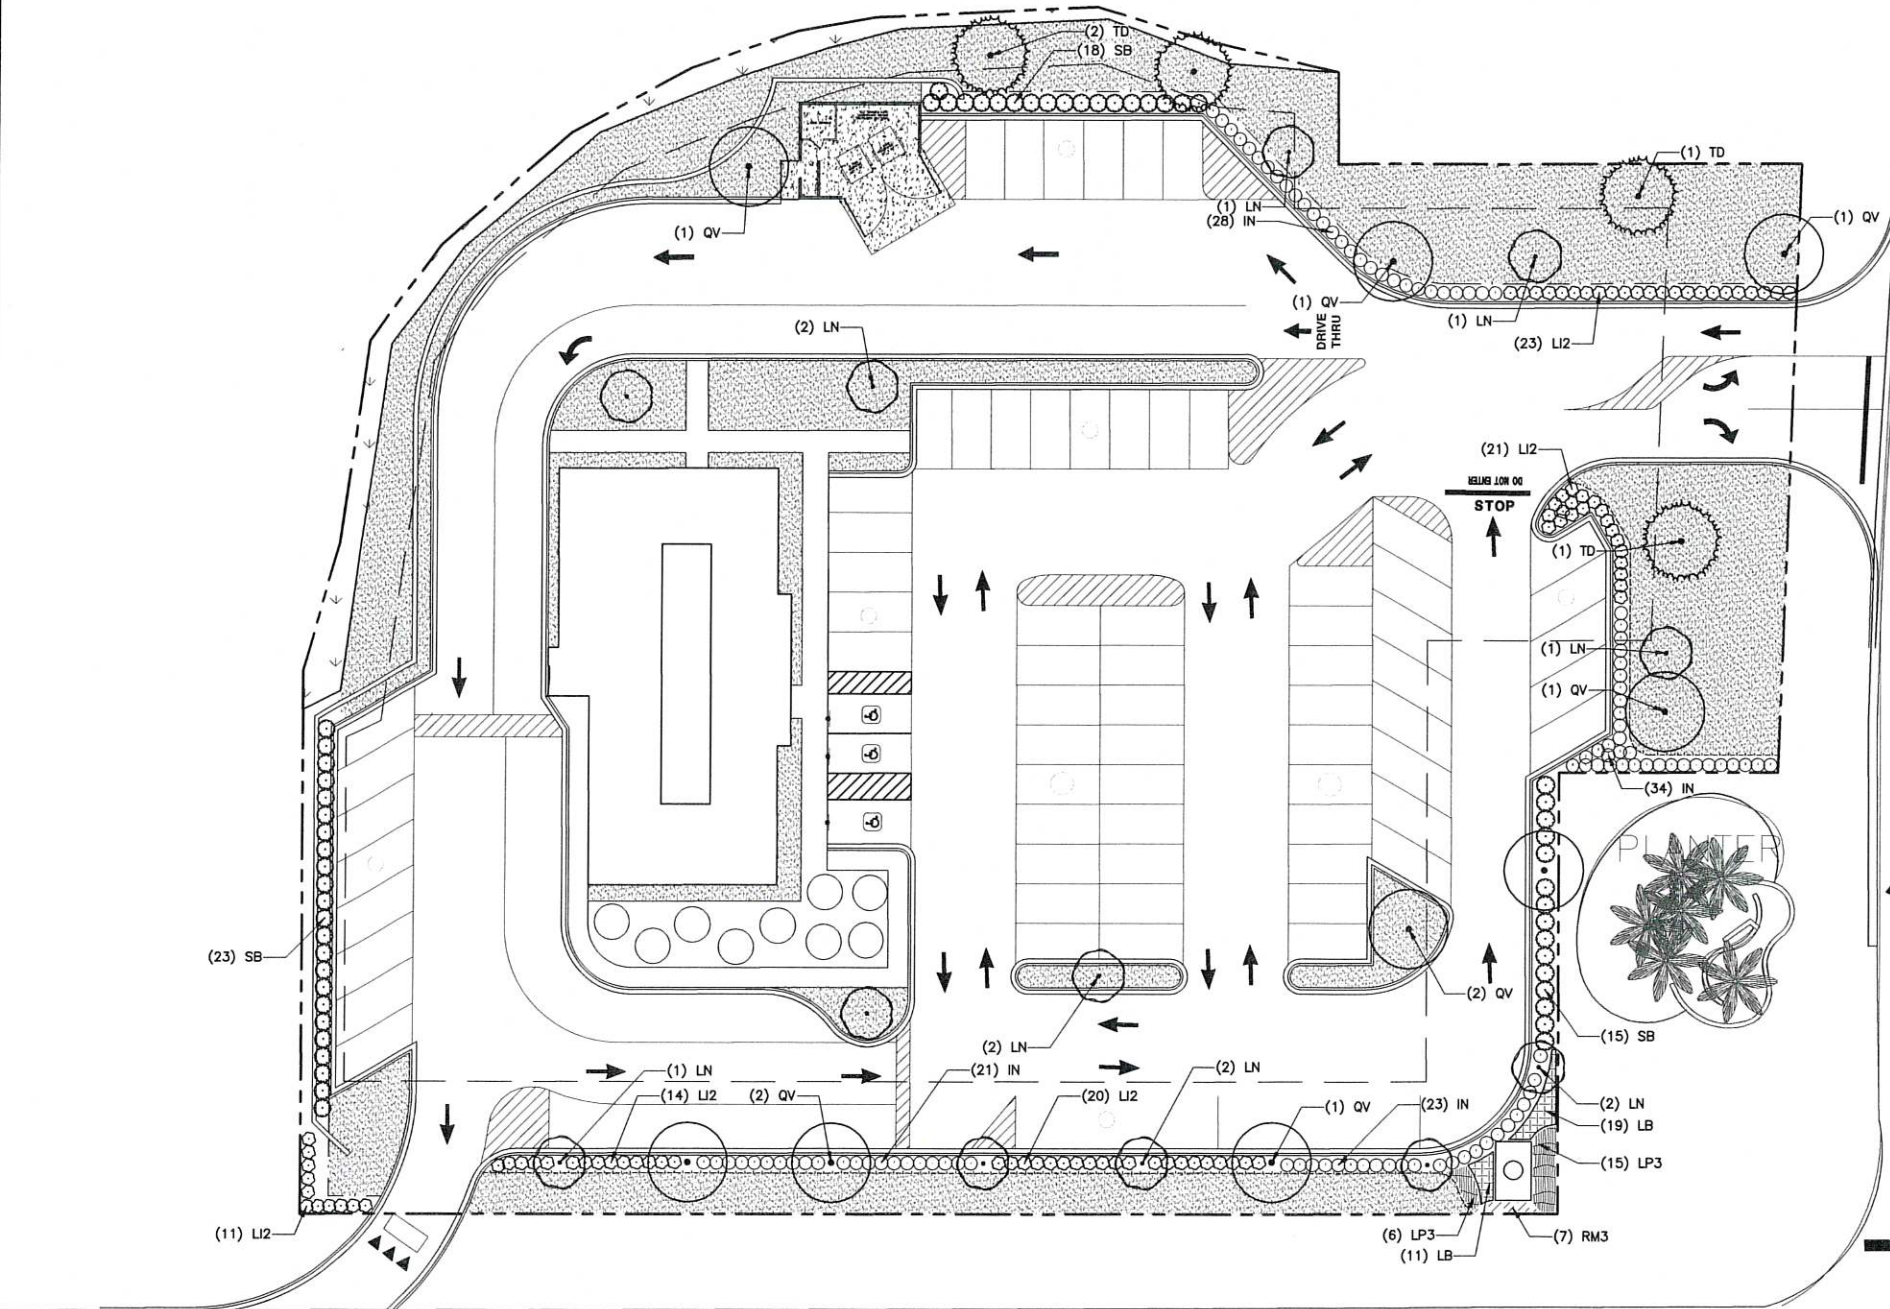 (2) TD
(18) SB
(1) TD
(1) LN
(28) IN
(1) QV
(1) QV
(1) QV
(1) LN
(23) LI2
DRIVE
THRU
(2) LN
(21) LI2
DO NOT ENTER
STOP
(1) TD
(1) LN
(1) QV
(34) IN
PLANTER
(23) SB
(2) QV
(15) SB
(2) LN
(1) LN
(21) IN
(2) LN
(14) LI2
(2) QV
(20) LI2
(1) QV
(23) IN
(2) LN
(19) LB
(15) LP3
(11) LI2
(6) LP3
(7) RM3
(11) LB